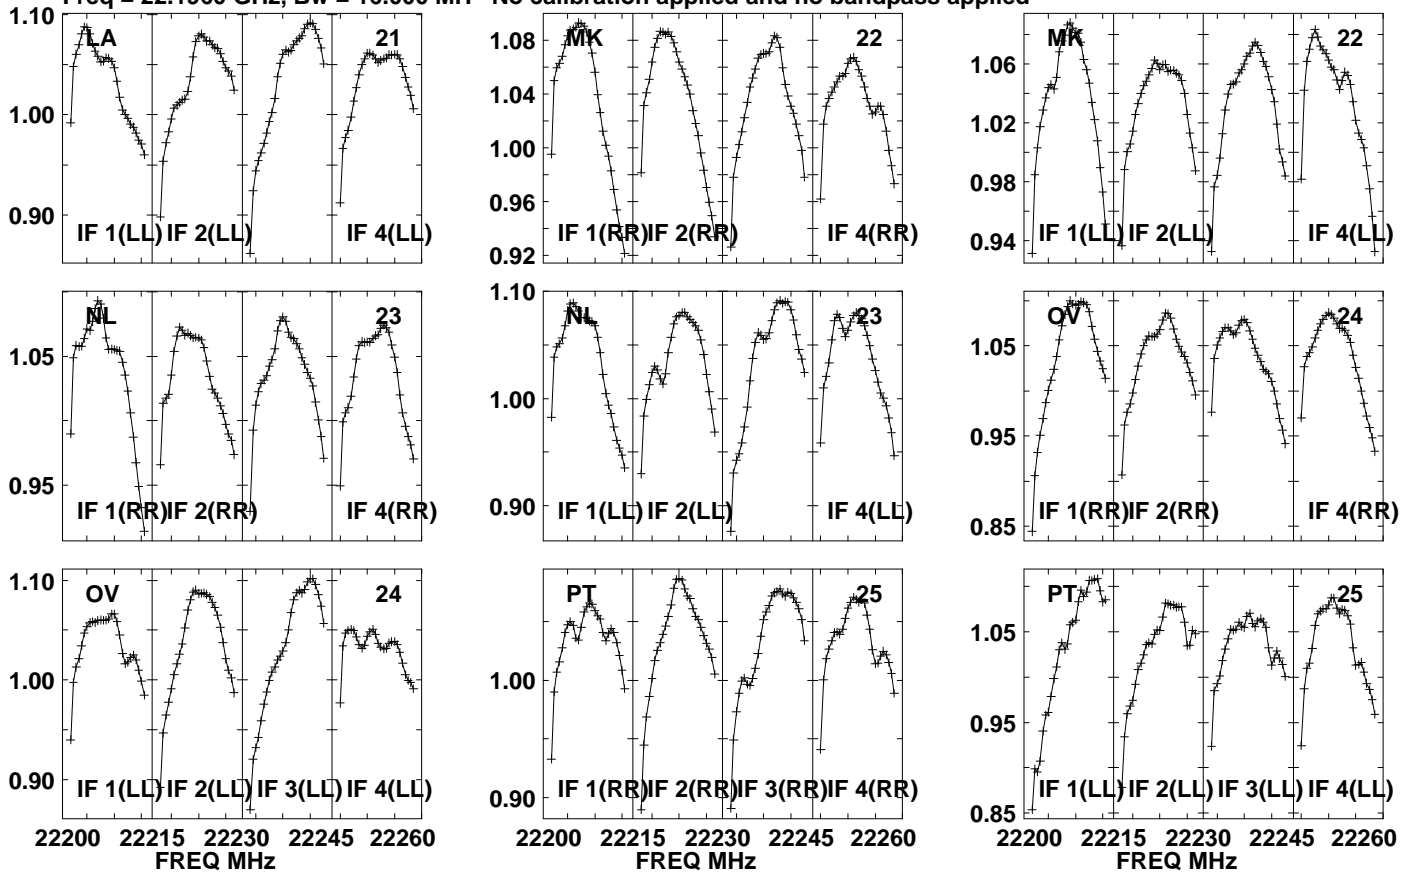 No calibration applied and no bandpass applied
1.10 LA 21 1.08 MK 22 MK 22
1.04 1.06
1.00 1.00 1.02
0.96 0.98
0.90 0.92 0.94
IF 1(LL) IF 2(LL) IF 4(LL) IF 1(RR) IF 2(RR) IF 4(RR) IF 1(LL) IF 2(LL) IF 4(LL)
NL 23 1.10 NL 23 OV 24
1.05 1.00 1.05
0.95 0.90 0.95
0.85
IF 1(RR) IF 2(RR) IF 4(RR) IF 1(LL) IF 2(LL) IF 4(LL) IF 1(RR) IF 2(RR) IF 4(RR)
1.10 OV 24 PT 25 PT 25
1.00 1.00 1.05
0.90 0.90 0.95
0.85
IF 1(LL) IF 2(LL) IF 3(LL) IF 4(LL) IF 1(RR) IF 2(RR) IF 3(RR) IF 4(RR) IF 1(LL) IF 2(LL) IF 3(LL) IF 4(LL)
22200 22215 22230 22245 22260 22200 22215 22230 22245 22260 22200 22215 22230 22245 22260
FREQ MHz FREQ MHz FREQ MHz